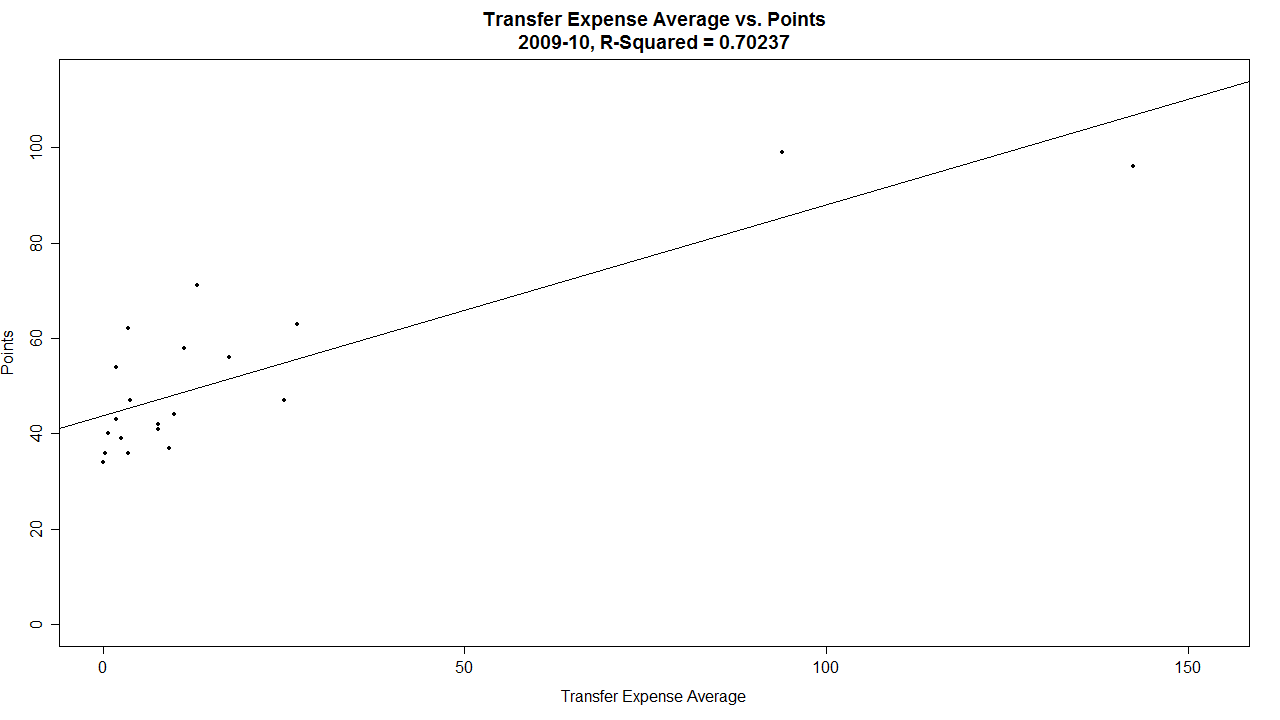 Transfer Expense Average vs. Points
2009-10, R-Squared = 0.70237
Points
100
80
60
40
20
0
0 50 100 150
Transfer Expense Average